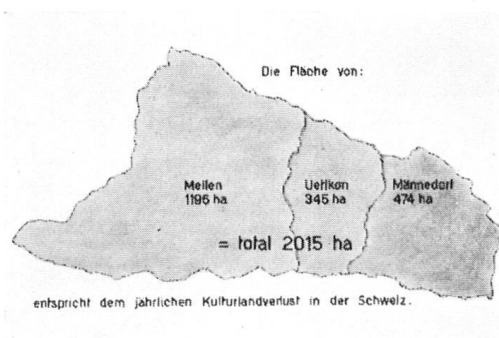 Die Fläche von:
Meilen
1196 ha
Uetikon
345 ha
Männedorf
474 ha
= total 2015 ha
entspricht dem jährlichen Kulturlandverlust in der Schweiz.